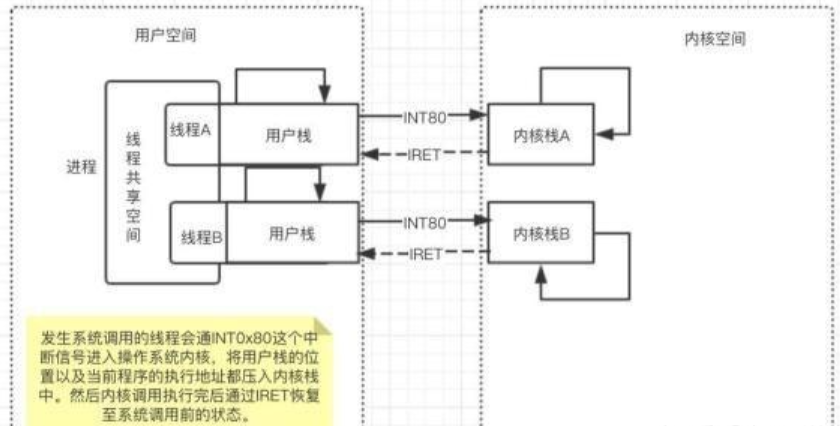 用户空间
内核空间
线程A
用户栈
INT80
内核栈A
IRET
进程
线程共享空间
线程B
用户栈
INT80
内核栈B
IRET
发生系统调用的线程会通INT0x80这个中
断信号进入操作系统内核，将用户栈的位
置以及当前程序的执行地址都压入内核栈
中。然后内核调用执行完后通过IRET恢复
至系统调用前的状态。